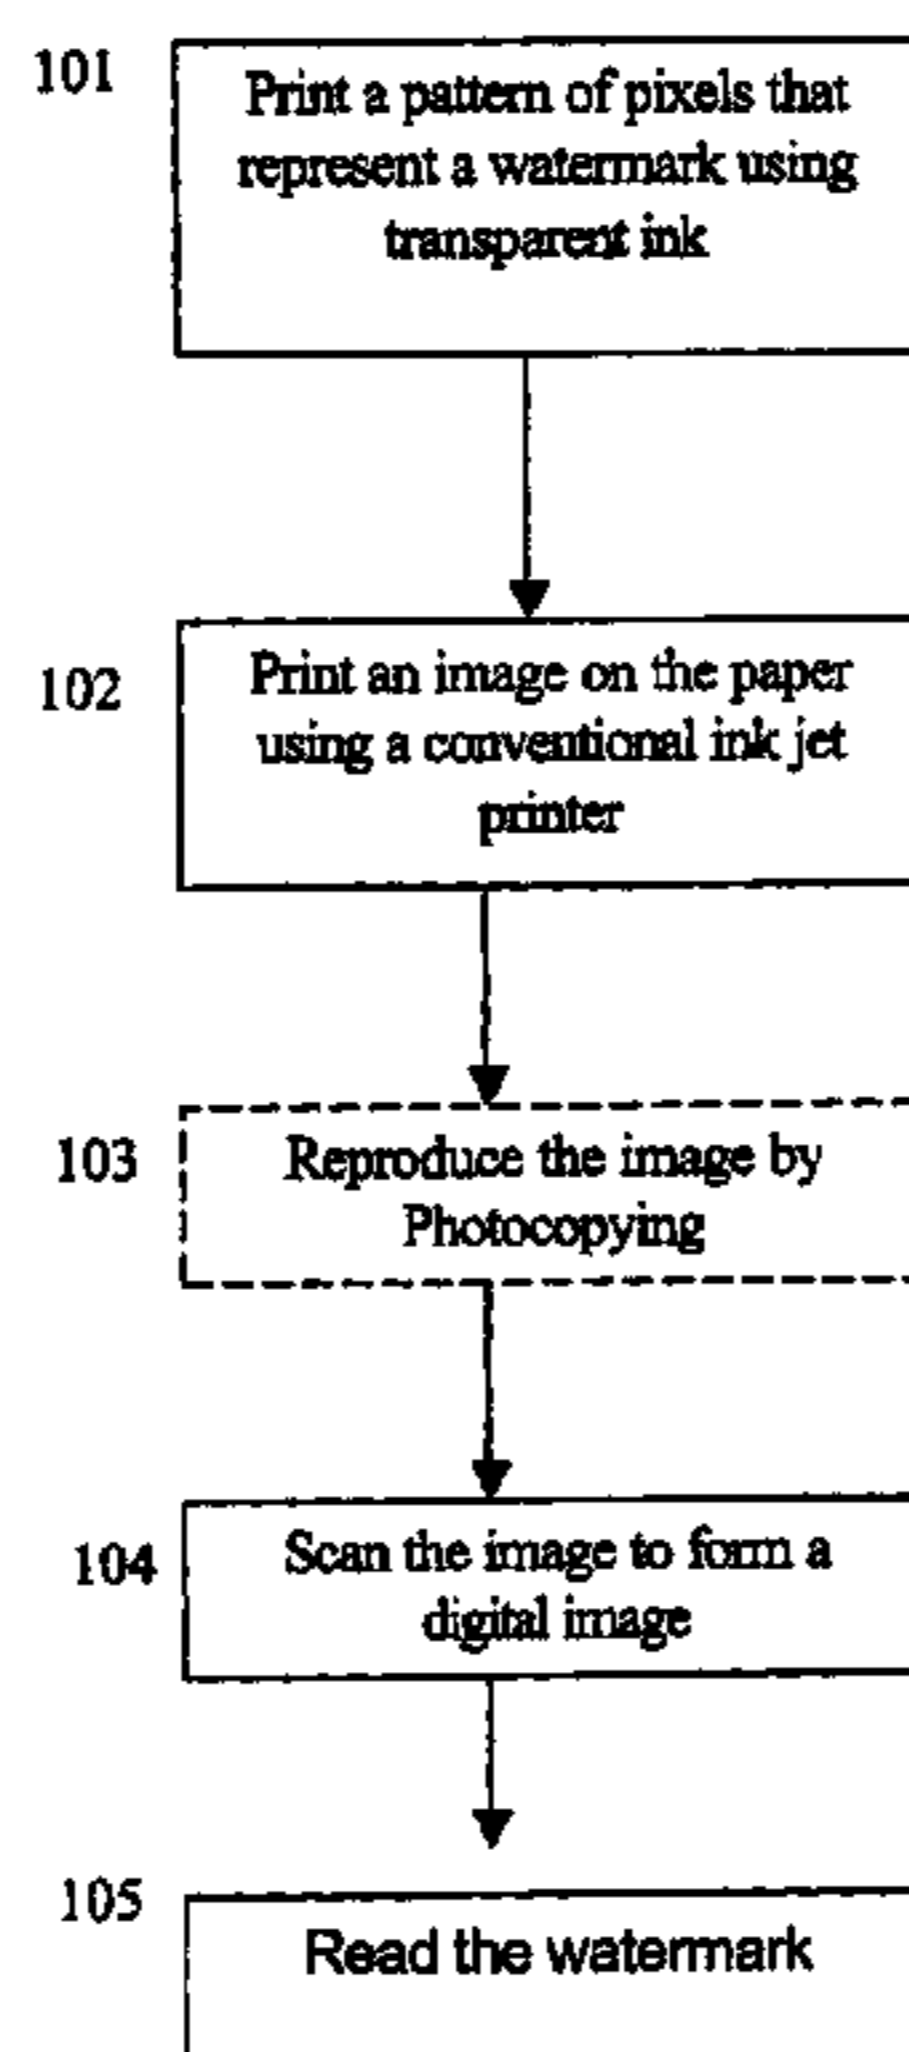 101
Print a pattern of pixels that
represent a watermark using
transparent ink
102
Print an image on the paper
using a conventional ink jet
printer
103
Reproduce the image by
Photocopying
104
Scan the image to form a
digital image
105
Read the watermark